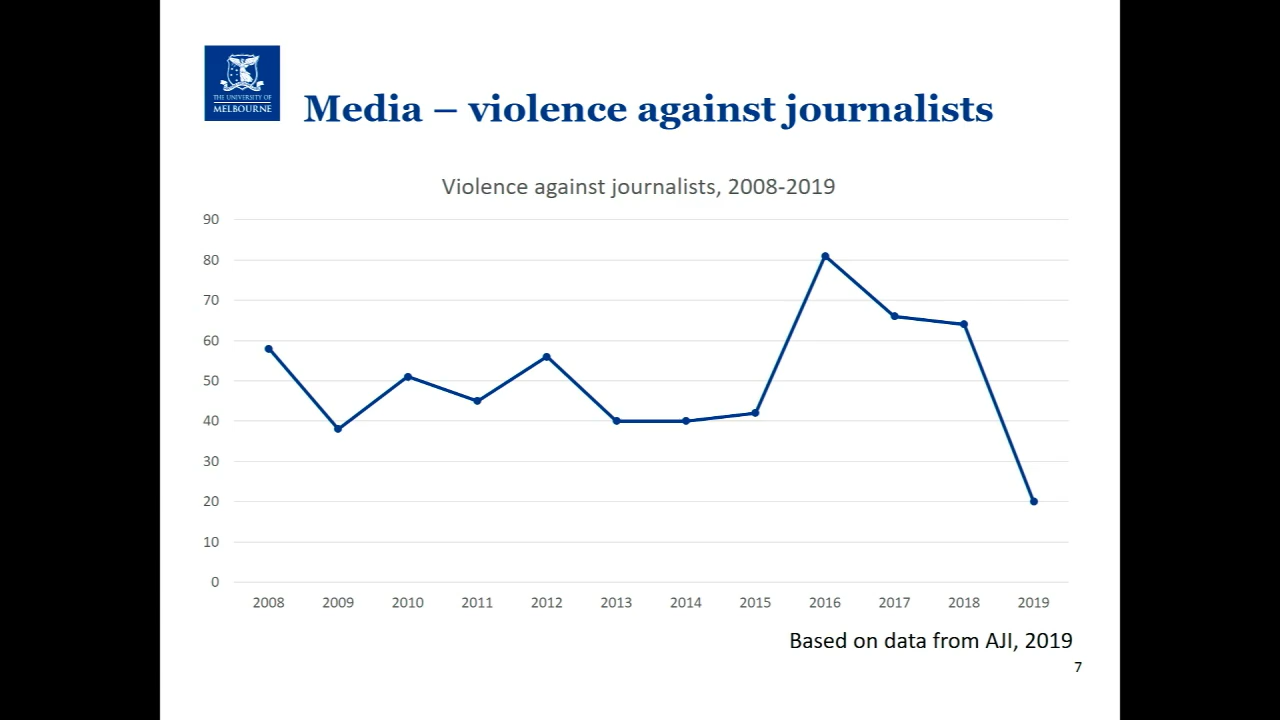 THE UNIVERSITY OF
MELBOURNE
Media – violence against journalists
Violence against journalists, 2008-2019
90
80
70
60
50
40
30
20
10
0
2008 2009 2010 2011 2012 2013 2014 2015 2016 2017 2018 2019
Based on data from AJI, 2019
7